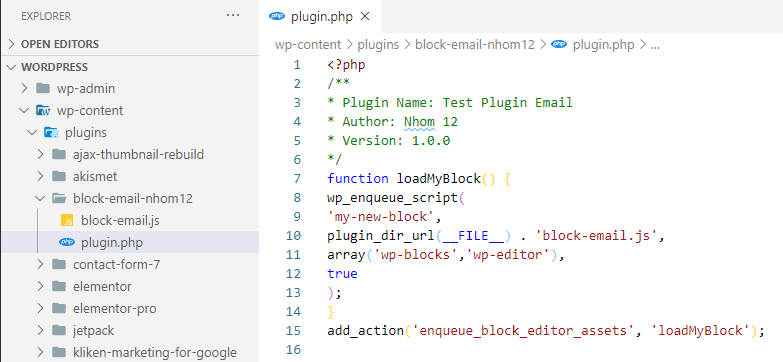 EXPLORER
OPEN EDITORS
WORDPRESS
wp-admin
wp-content
plugins
ajax-thumbnail-rebuild
akismet
block-email-nhom12
JS block-email.js
php plugin.php
contact-form-7
elementor
elementor-pro
jetpack
kliken-marketing-for-google
php plugin.php ×
wp-content > plugins > block-email-nhom12 > php plugin.php > ...
1 <?php
2 /**
3 * Plugin Name: Test Plugin Email
4 * Author: Nhom 12
5 * Version: 1.0.0
6 */
7 function loadMyBlock() {
8 wp_enqueue_script(
9 'my-new-block',
10 plugin_dir_url(__FILE__) . 'block-email.js',
11 array('wp-blocks','wp-editor'),
12 true
13 );
14 }
15 add_action('enqueue_block_editor_assets', 'loadMyBlock');
16